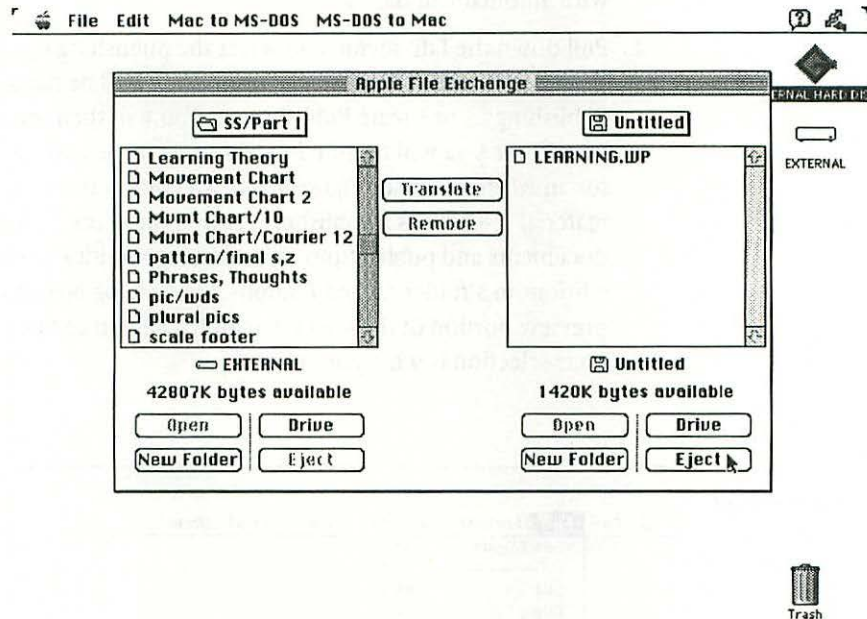 File Edit Mac to MS-DOS MS-DOS to Mac
Apple File Exchange
SS/Part I
Untitled
Learning Theory
Movement Chart
Movement Chart 2
Mvmt Chart/10
Mvmt Chart/Courier 12
pattern/final s,z
Phrases, Thoughts
pic/wds
plural pics
scale footer
Translate
Remove
LEARNING.WP
EXTERNAL
42807K bytes available
Open
Drive
New Folder
Eject
Untitled
1420K bytes available
Open
Drive
New Folder
Eject
HARD
EXTERNAL
Trash